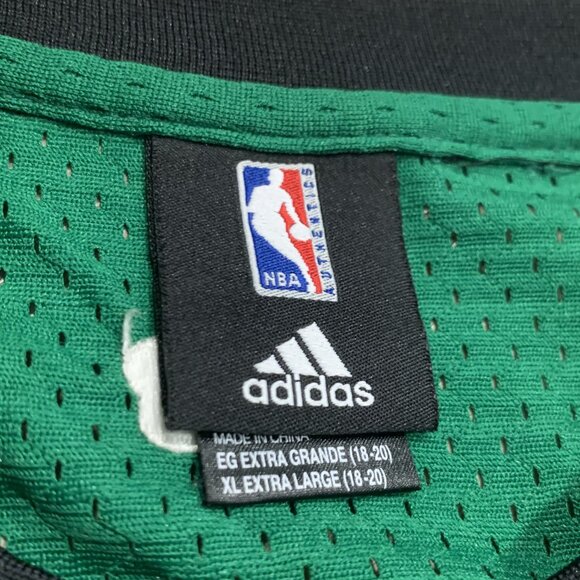 NBA
AUTHENTICS
adidas
MADE IN CHINA
EG EXTRA GRANDE (18-20)
XL EXTRA LARGE (18-20)